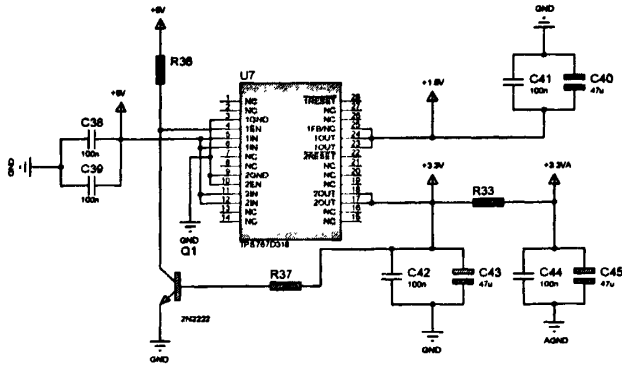 +5V
GND
R36
U7
+5V
C38
100n
GND
C39
100n
1
2
3
4
5
6
7
8
9
10
11
12
13
14
NC
NC
1GND
1EN
1IN
1IN
NC
NC
2GND
2EN
2IN
2IN
NC
NC
1RESET
NC
NC
1FB/NC
1OUT
1OUT
2RESET
NC
NC
NC
2OUT
2OUT
NC
NC
28
27
26
25
24
23
22
21
20
19
18
17
16
15
TPS767D318
+1.8V
C41
100n
C40
47u
+3.3V
R33
+3.3VA
GND
Q1
2N2222
GND
R37
C42
100n
C43
47u
GND
C44
100n
C45
47u
AGND